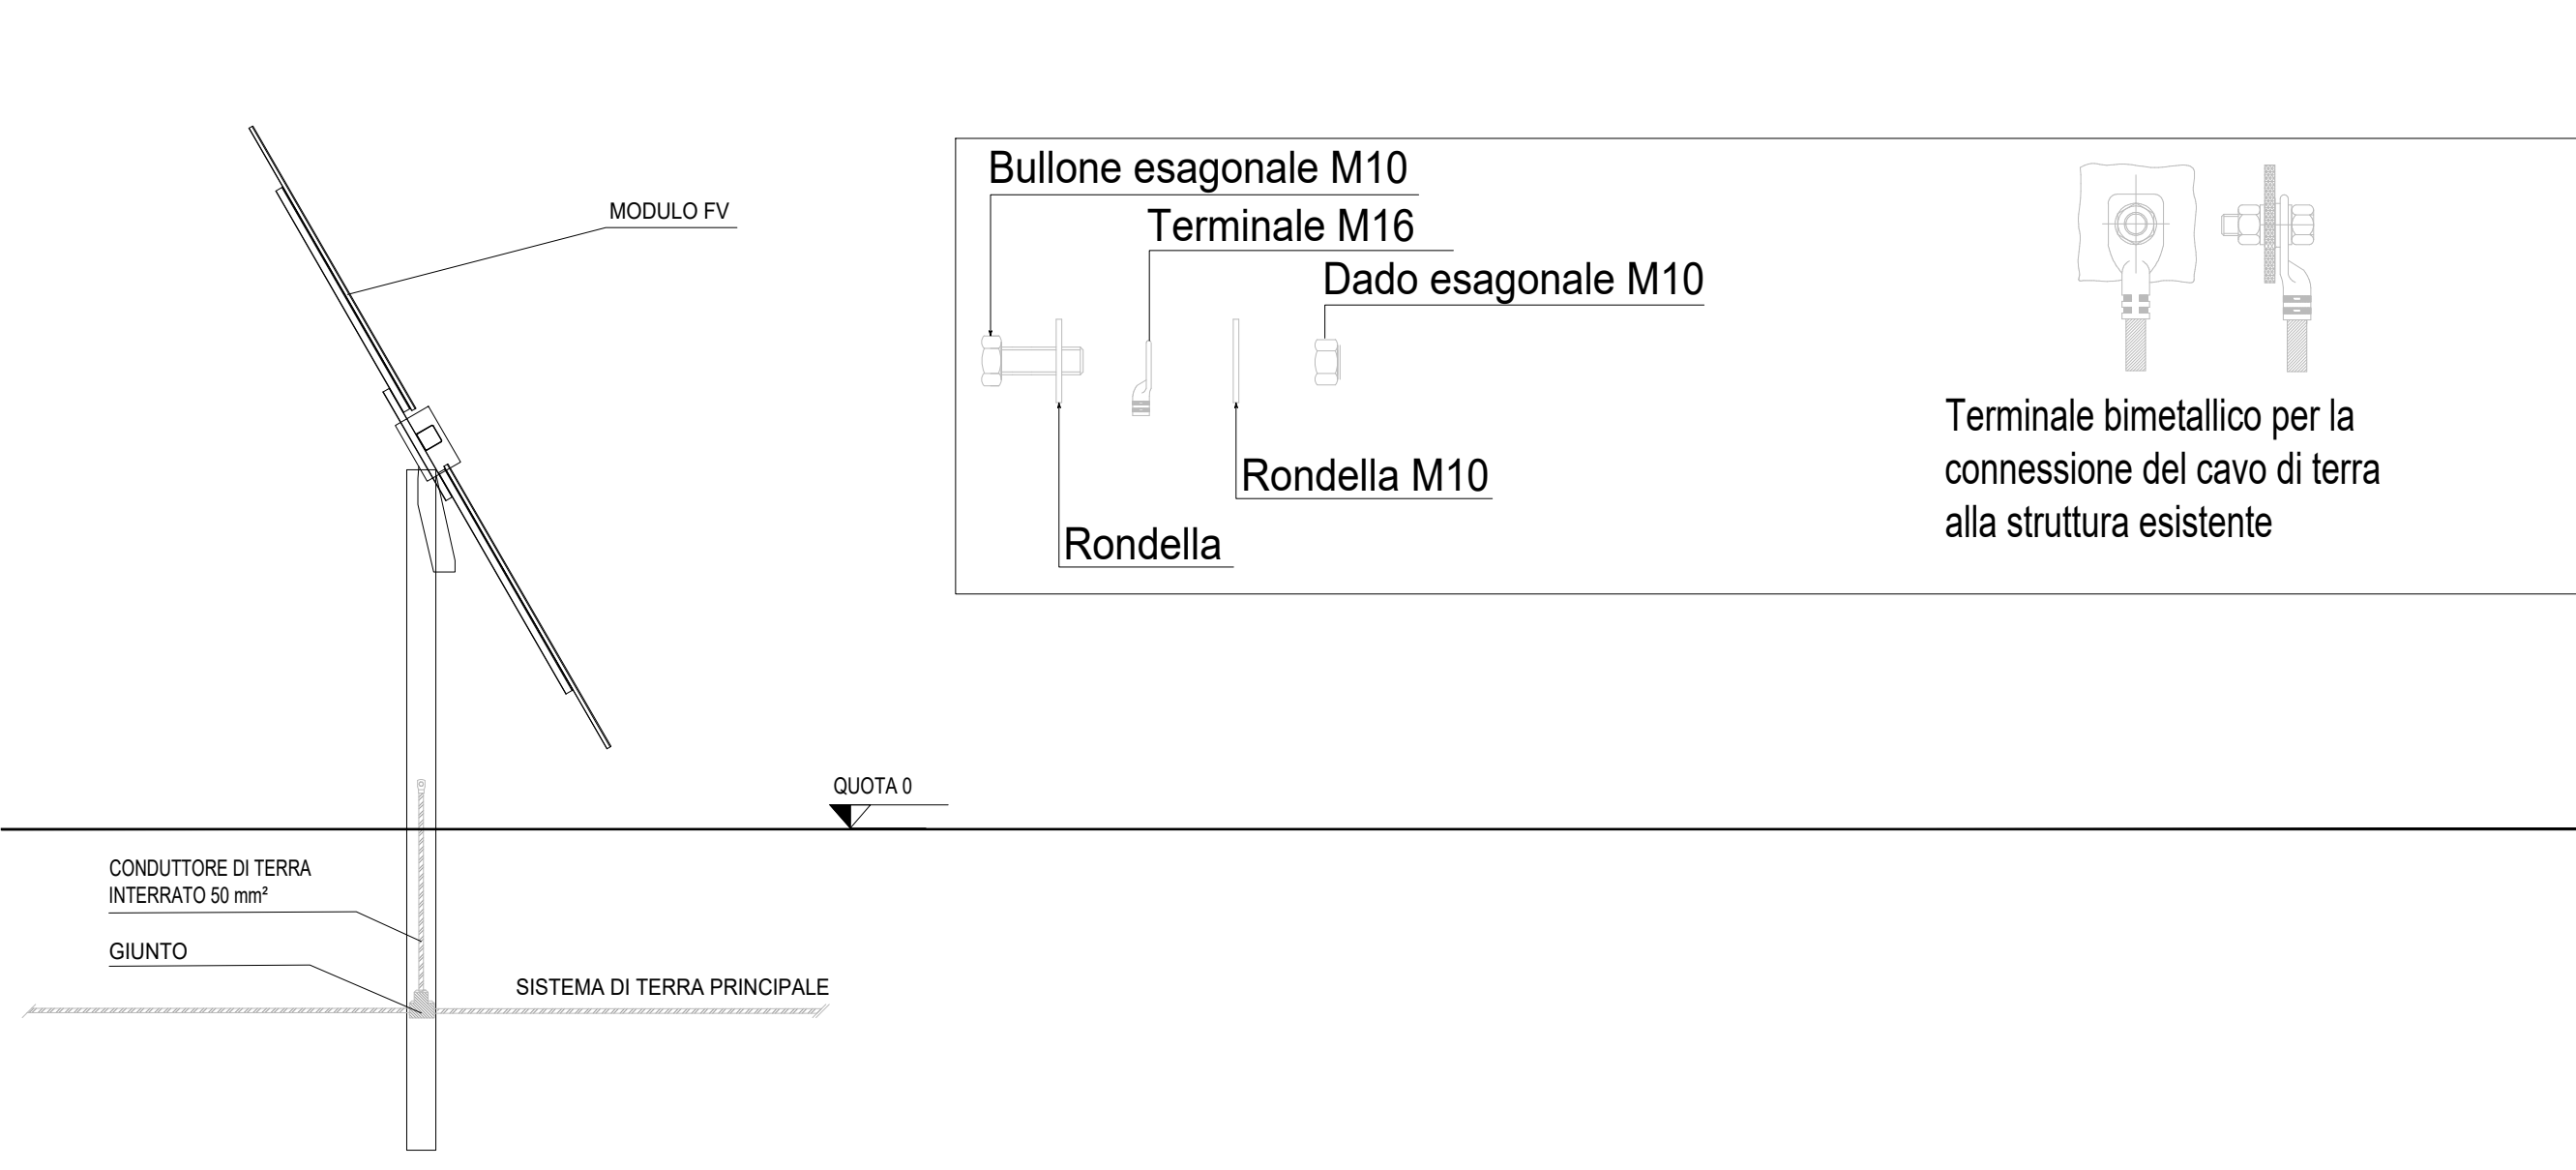 MODULO FV
Bullone esagonale M10
Terminale M16
Dado esagonale M10
Rondella M10
Rondella
Terminale bimetallico per la
connessione del cavo di terra
alla struttura esistente
QUOTA 0
CONDUTTORE DI TERRA
INTERRATO 50 mm²
GIUNTO
SISTEMA DI TERRA PRINCIPALE